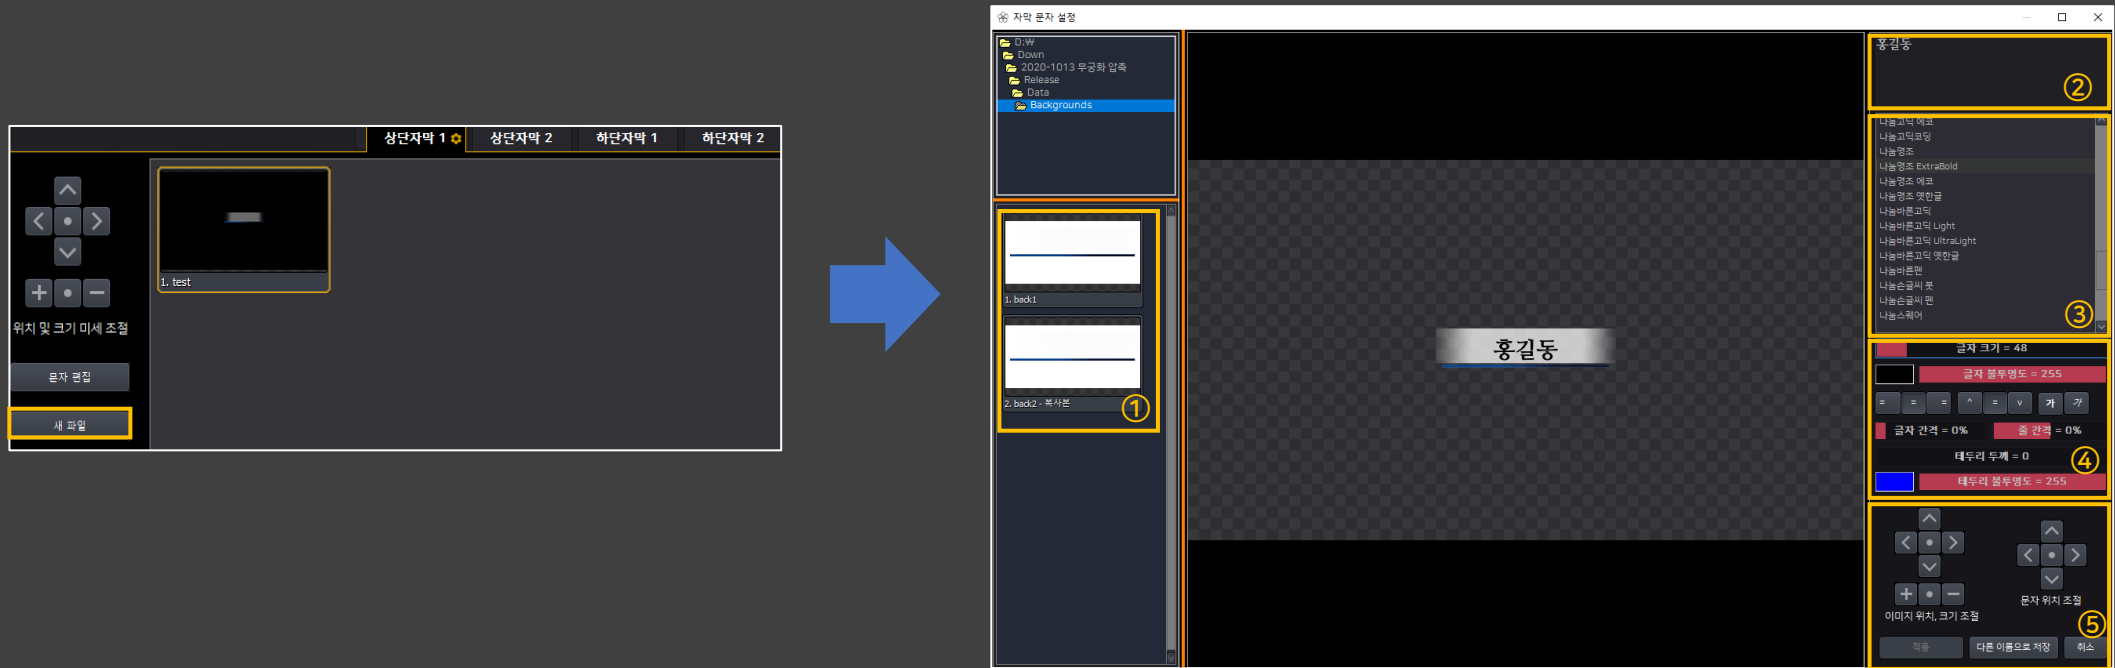 상단자막 1
상단자막 2
하단자막 1
하단자막 2
1. test
위치 및 크기 미세 조절
문자 편집
새 파일
자막 문자 설정
D:₩
Down
2020-1013 무궁화 압축
Release
Data
Backgrounds
1. back1
2. back2 - 복사본
①
홍길동
홍길동
②
나눔고딕 에코
나눔고딕코딩
나눔명조
나눔명조 ExtraBold
나눔명조 에코
나눔명조 옛한글
나눔바른고딕
나눔바른고딕 Light
나눔바른고딕 UltraLight
나눔바른고딕 옛한글
나눔바른펜
나눔손글씨 붓
나눔손글씨 펜
나눔스퀘어
③
글자 크기 = 48
글자 불투명도 = 255
= = = ^ = v 가 가
글자 간격 = 0% 줄 간격 = 0%
테두리 두께 = 0
④
테두리 불투명도 = 255
이미지 위치, 크기 조절
문자 위치 조절
⑤
적용
다른 이름으로 저장
취소